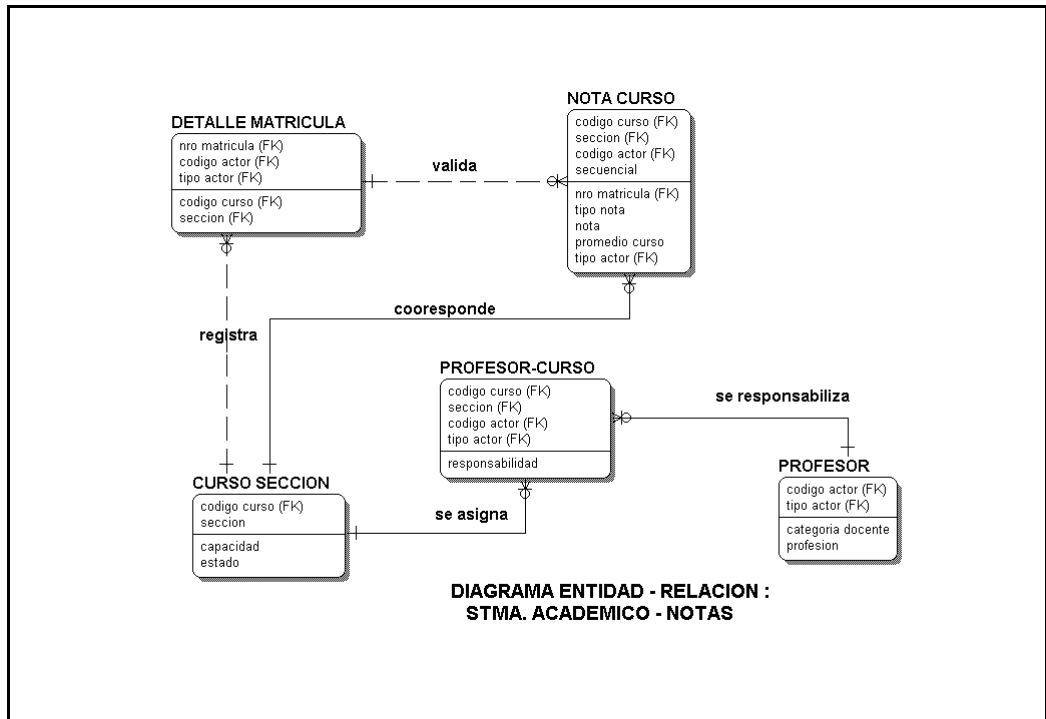 NOTA CURSO
codigo curso (FK)
seccion (FK)
codigo actor (FK)
secuencial
nro matricula (FK)
tipo nota
nota
promedio curso
tipo actor (FK)
DETALLE MATRICULA
nro matricula (FK)
codigo actor (FK)
tipo actor (FK)
codigo curso (FK)
seccion (FK)
valida
cooresponde
registra
PROFESOR-CURSO
codigo curso (FK)
seccion (FK)
codigo actor (FK)
tipo actor (FK)
responsabilidad
se responsabiliza
PROFESOR
codigo actor (FK)
tipo actor (FK)
categoria docente
profesion
CURSO SECCION
codigo curso (FK)
seccion
capacidad
estado
se asigna
DIAGRAMA ENTIDAD - RELACION :
STMA. ACADEMICO - NOTAS